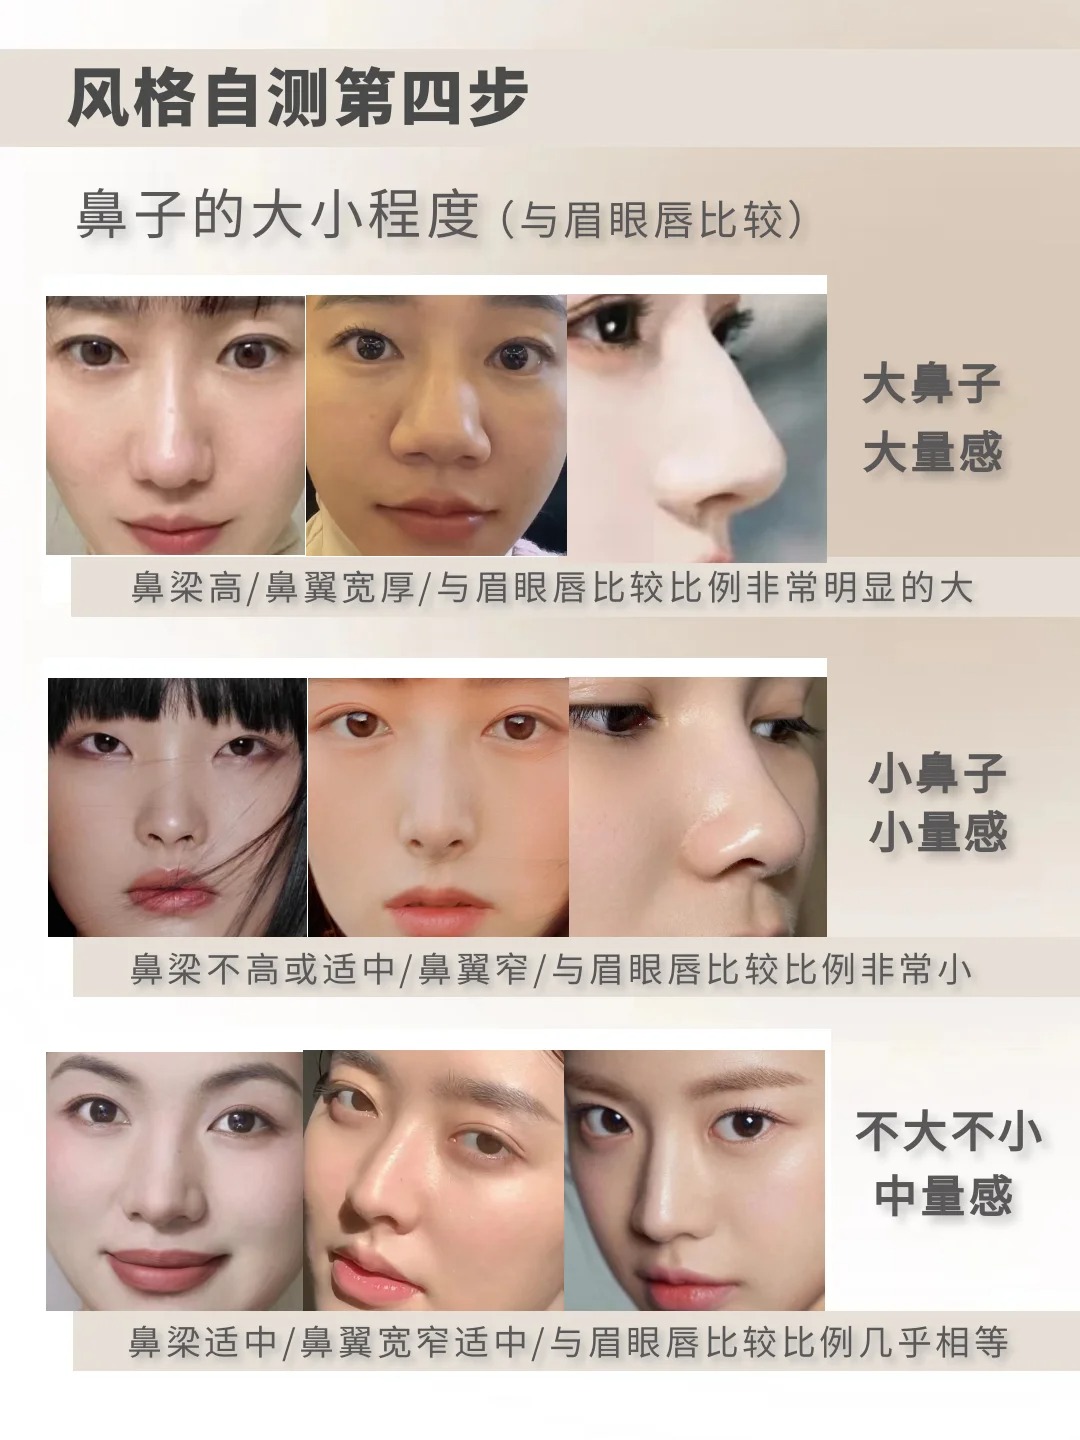 风格自测第四步
鼻子的大小程度（与眉眼唇比较）
大鼻子
大量感
鼻梁高/鼻翼宽厚/与眉眼唇比较比例非常明显的大
小鼻子
小量感
鼻梁不高或适中/鼻翼窄/与眉眼唇比较比例非常小
不大不小
中量感
鼻梁适中/鼻翼宽窄适中/与眉眼唇比较比例几乎相等